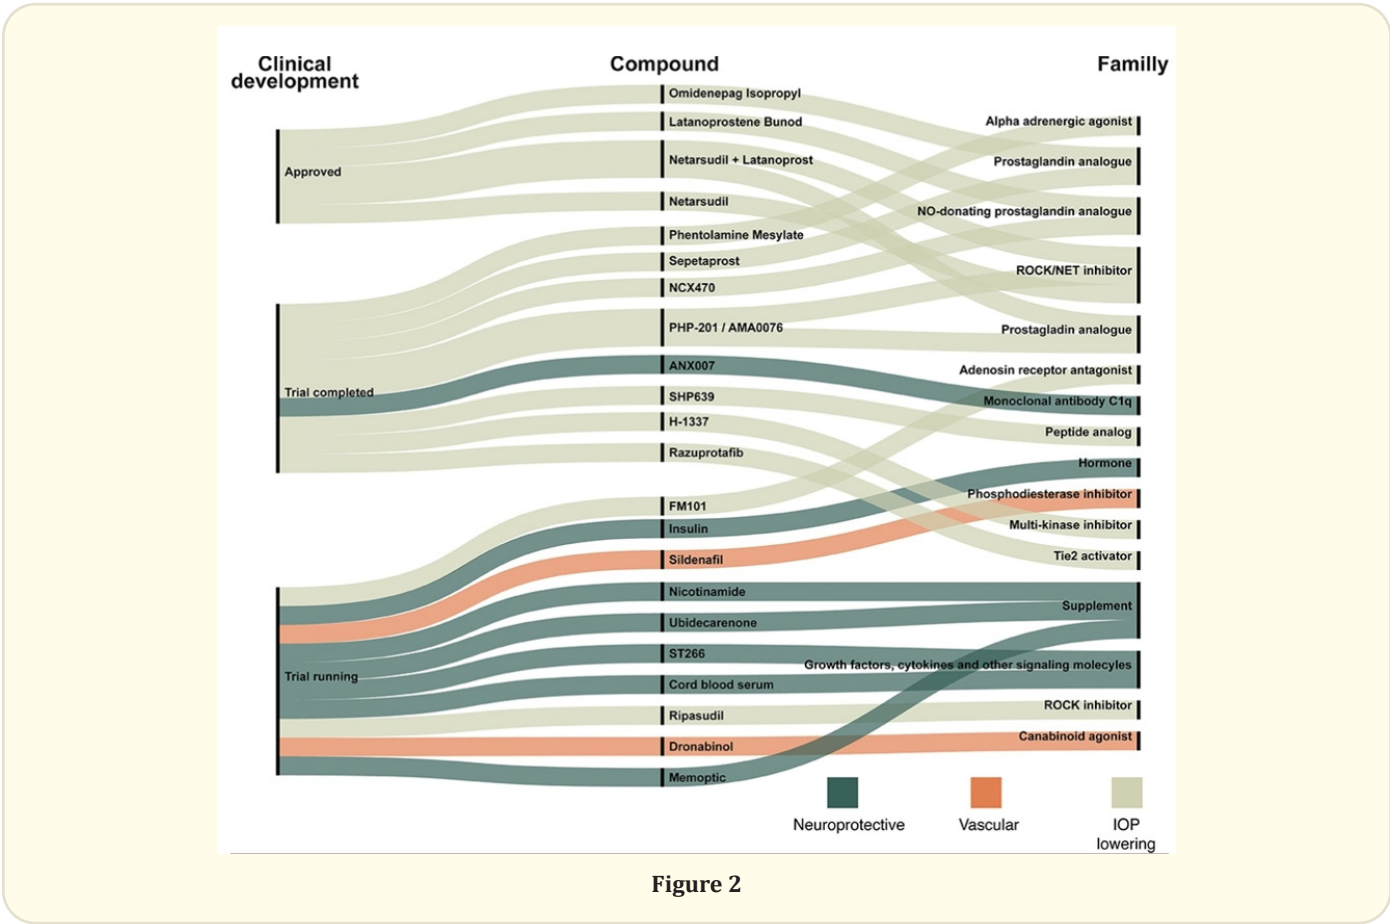 Clinical
development
Compound
Familly
Approved
Trial completed
Trial running
Omidenepag Isopropyl
Latanoprostene Bunod
Netarsudil + Latanoprost
Netarsudil
Phentolamine Mesylate
Sepetaprost
NCX470
PHP-201 / AMA0076
ANX007
SHP639
H-1337
Razuprotafib
FM101
Insulin
Sildenafil
Nicotinamide
Ubidecarenone
ST266
Cord blood serum
Ripasudil
Dronabinol
Memoptic
Alpha adrenergic agonist
Prostaglandin analogue
NO-donating prostaglandin analogue
ROCK/NET inhibitor
Prostagladin analogue
Adenosin receptor antagonist
Monoclonal antibody C1q
Peptide analog
Hormone
Phosphodiesterase inhibitor
Multi-kinase inhibitor
Tie2 activator
Supplement
Growth factors, cytokines and other signaling molecyles
ROCK inhibitor
Canabinoid agonist
Neuroprotective
Vascular
IOP
lowering
Figure 2